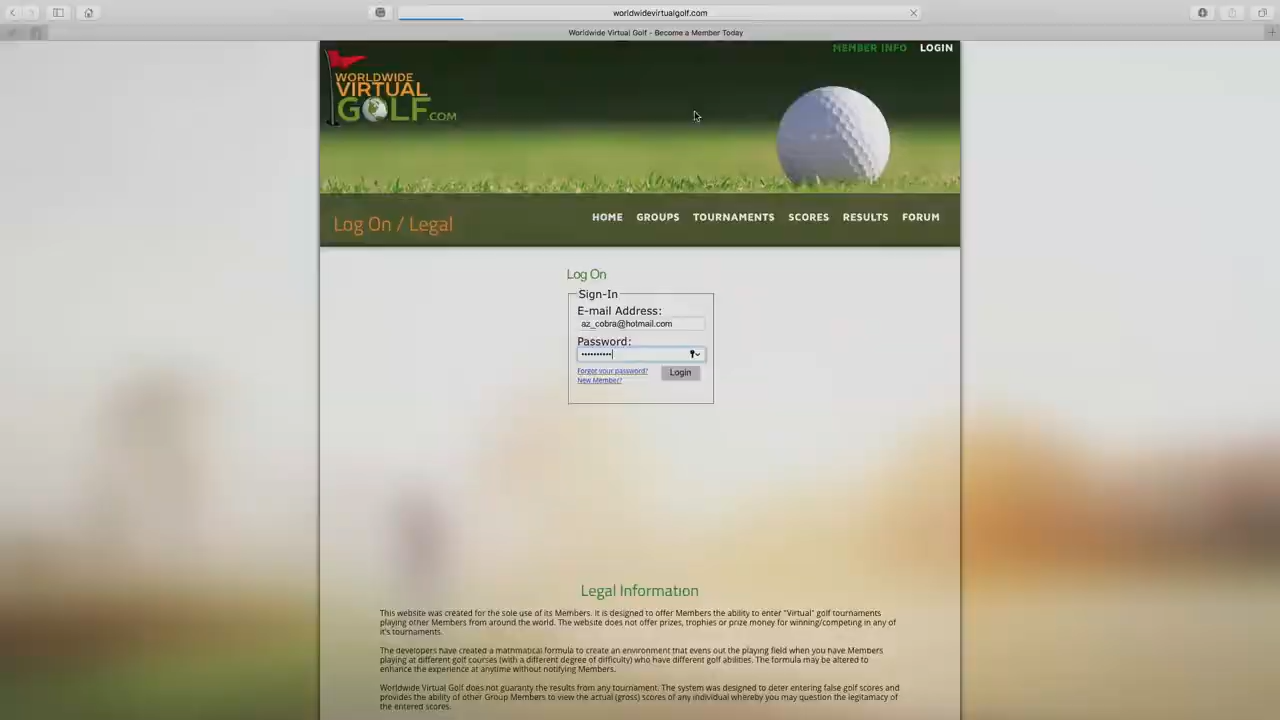 worldwidevirtualgolf.com
Worldwide Virtual Golf - Become a Member Today
MEMBER INFO LOGIN
WORLDWIDE
VIRTUAL
GOLF.COM
Log On / Legal
HOME GROUPS TOURNAMENTS SCORES RESULTS FORUM
Log On
Sign-In
E-mail Address:
az_cobra@hotmail.com
Password:
••••••••••
Forgot your password?
New Member?
Login
Legal Information
This website was created for the sole use of its Members. It is designed to offer Members the ability to enter "Virtual" golf tournaments
playing other Members from around the world. The website does not offer prizes, trophies or prize money for winning/competing in any of
it's tournaments.
The developers have created a mathmatical formula to create an environment that evens out the playing field when you have Members
playing at different golf courses (with a different degree of difficulty) who have different golf abilities. The formula may be altered to
enhance the experience at anytime without notifying Members.
Worldwide Virtual Golf does not guaranty the results from any tournament. The system was designed to deter entering false golf scores and
provides the ability of other Group Members to view the actual (gross) scores of any individual whereby you may question the legitamacy of
the entered scores.